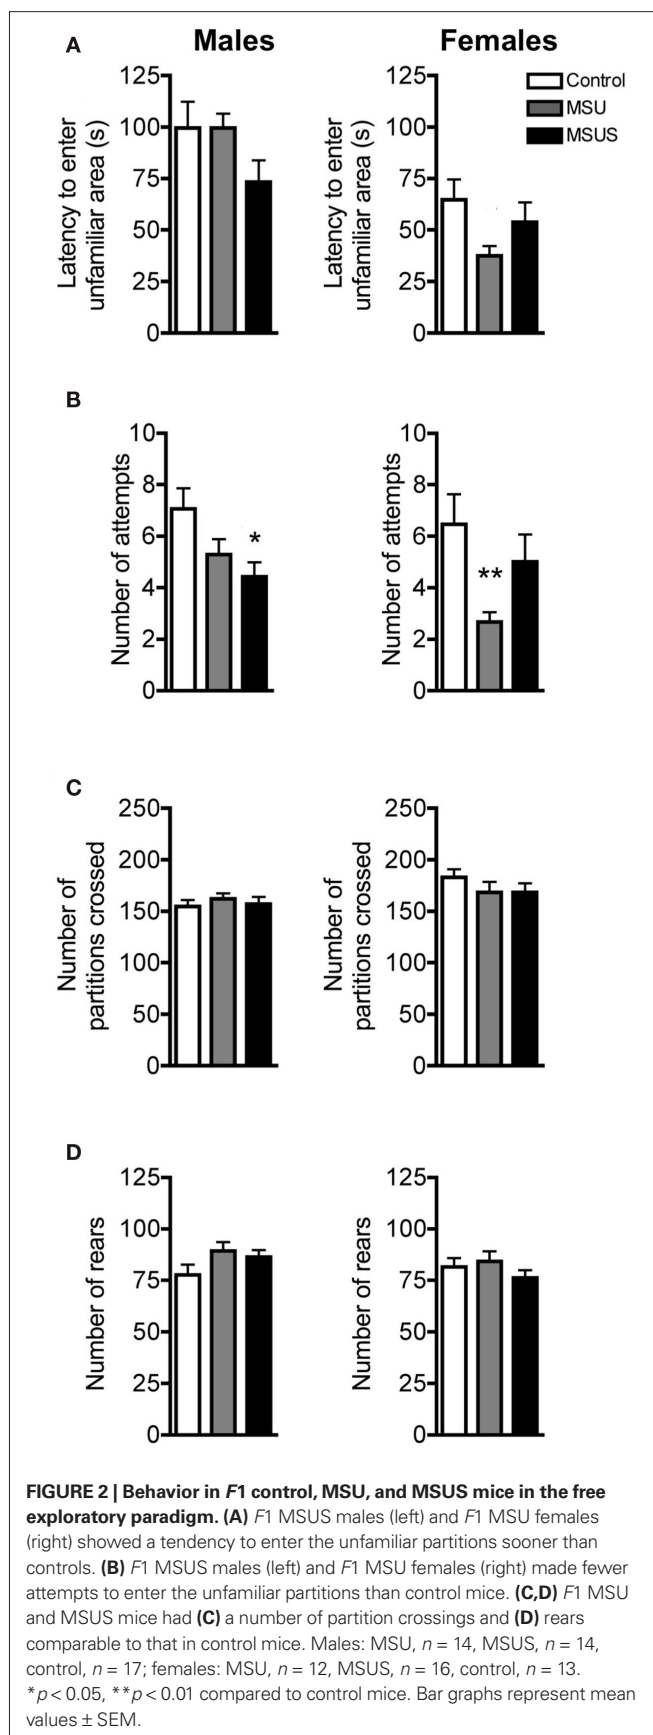 A
Males
Females
125
100
75
50
25
0
Latency to enter
unfamiliar area (s)
125
100
75
50
25
0
Latency to enter
unfamiliar area (s)
Control
MSU
MSUS
B
10
8
6
4
2
0
Number of attempts
*
10
8
6
4
2
0
Number of attempts
**
C
250
200
150
100
50
0
Number of
partitions crossed
250
200
150
100
50
0
Number of
partitions crossed
D
125
100
75
50
25
0
Number of rears
125
100
75
50
25
0
Number of rears
FIGURE 2 | Behavior in F1 control, MSU, and MSUS mice in the free
exploratory paradigm. (A) F1 MSUS males (left) and F1 MSU females
(right) showed a tendency to enter the unfamiliar partitions sooner than
controls. (B) F1 MSUS males (left) and F1 MSU females (right) made fewer
attempts to enter the unfamiliar partitions than control mice. (C,D) F1 MSU
and MSUS mice had (C) a number of partition crossings and (D) rears
comparable to that in control mice. Males: MSU, n = 14, MSUS, n = 14,
control, n = 17; females: MSU, n = 12, MSUS, n = 16, control, n = 13.
*p < 0.05, **p < 0.01 compared to control mice. Bar graphs represent mean
values ± SEM.